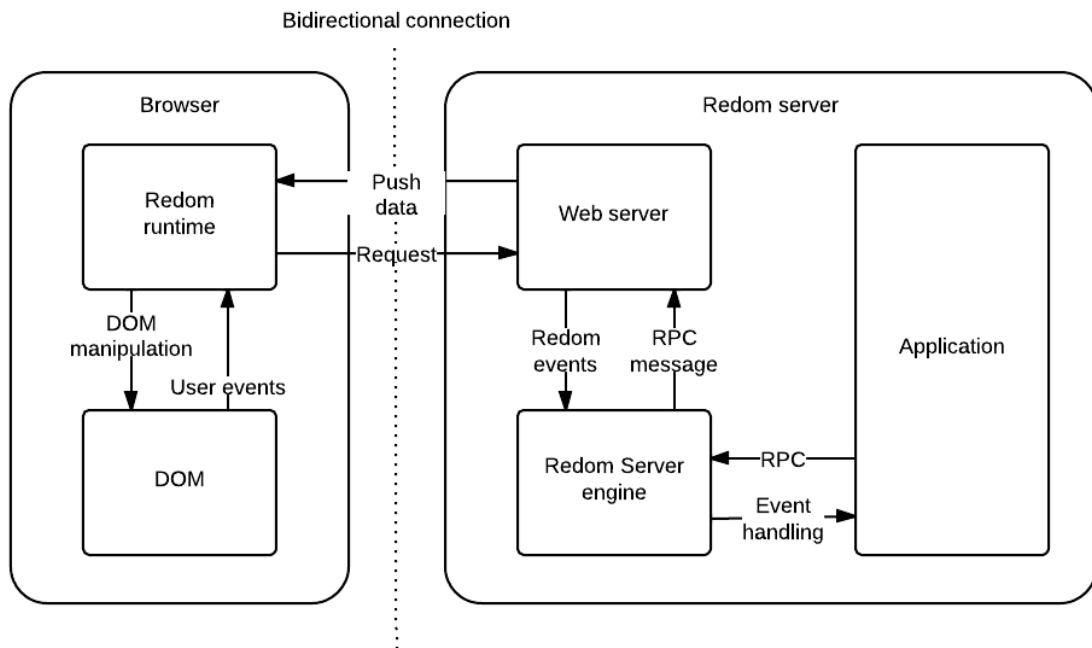 Bidirectional connection
Browser
Redom server
Redom
runtime
Push
data
Web server
Request
DOM
manipulation
User events
Redom
events
RPC
message
Application
DOM
Redom Server
engine
RPC
Event
handling